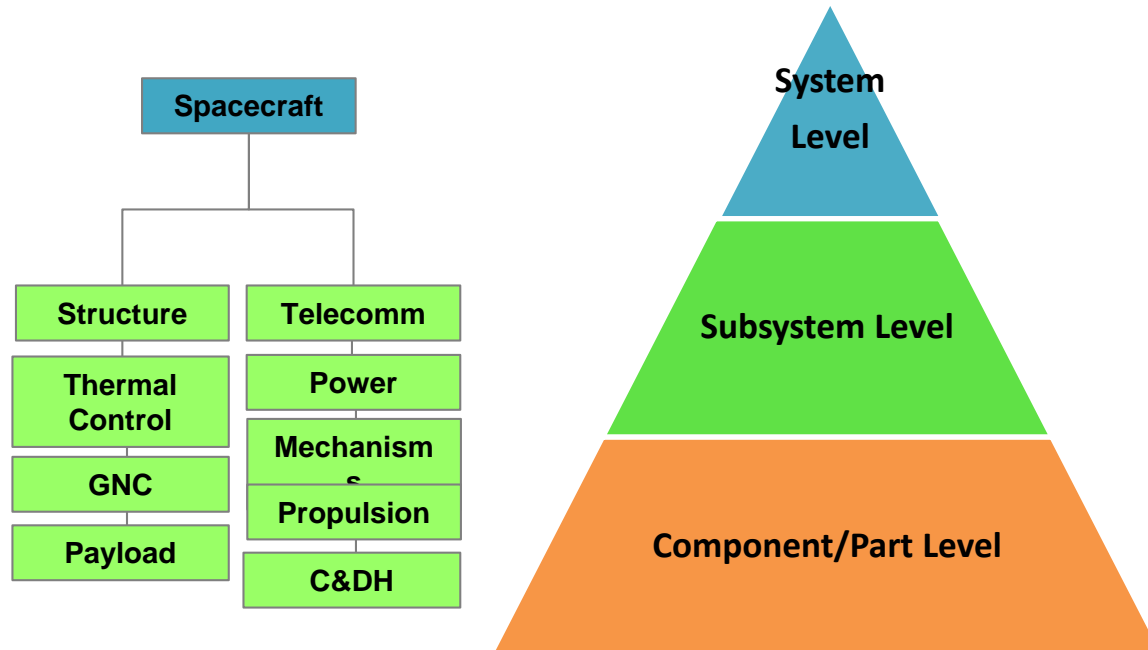 Spacecraft
Structure
Thermal
Control
GNC
Payload
Telecomm
Power
Mechanism
s
Propulsion
C&DH
System
Level
Subsystem Level
Component/Part Level